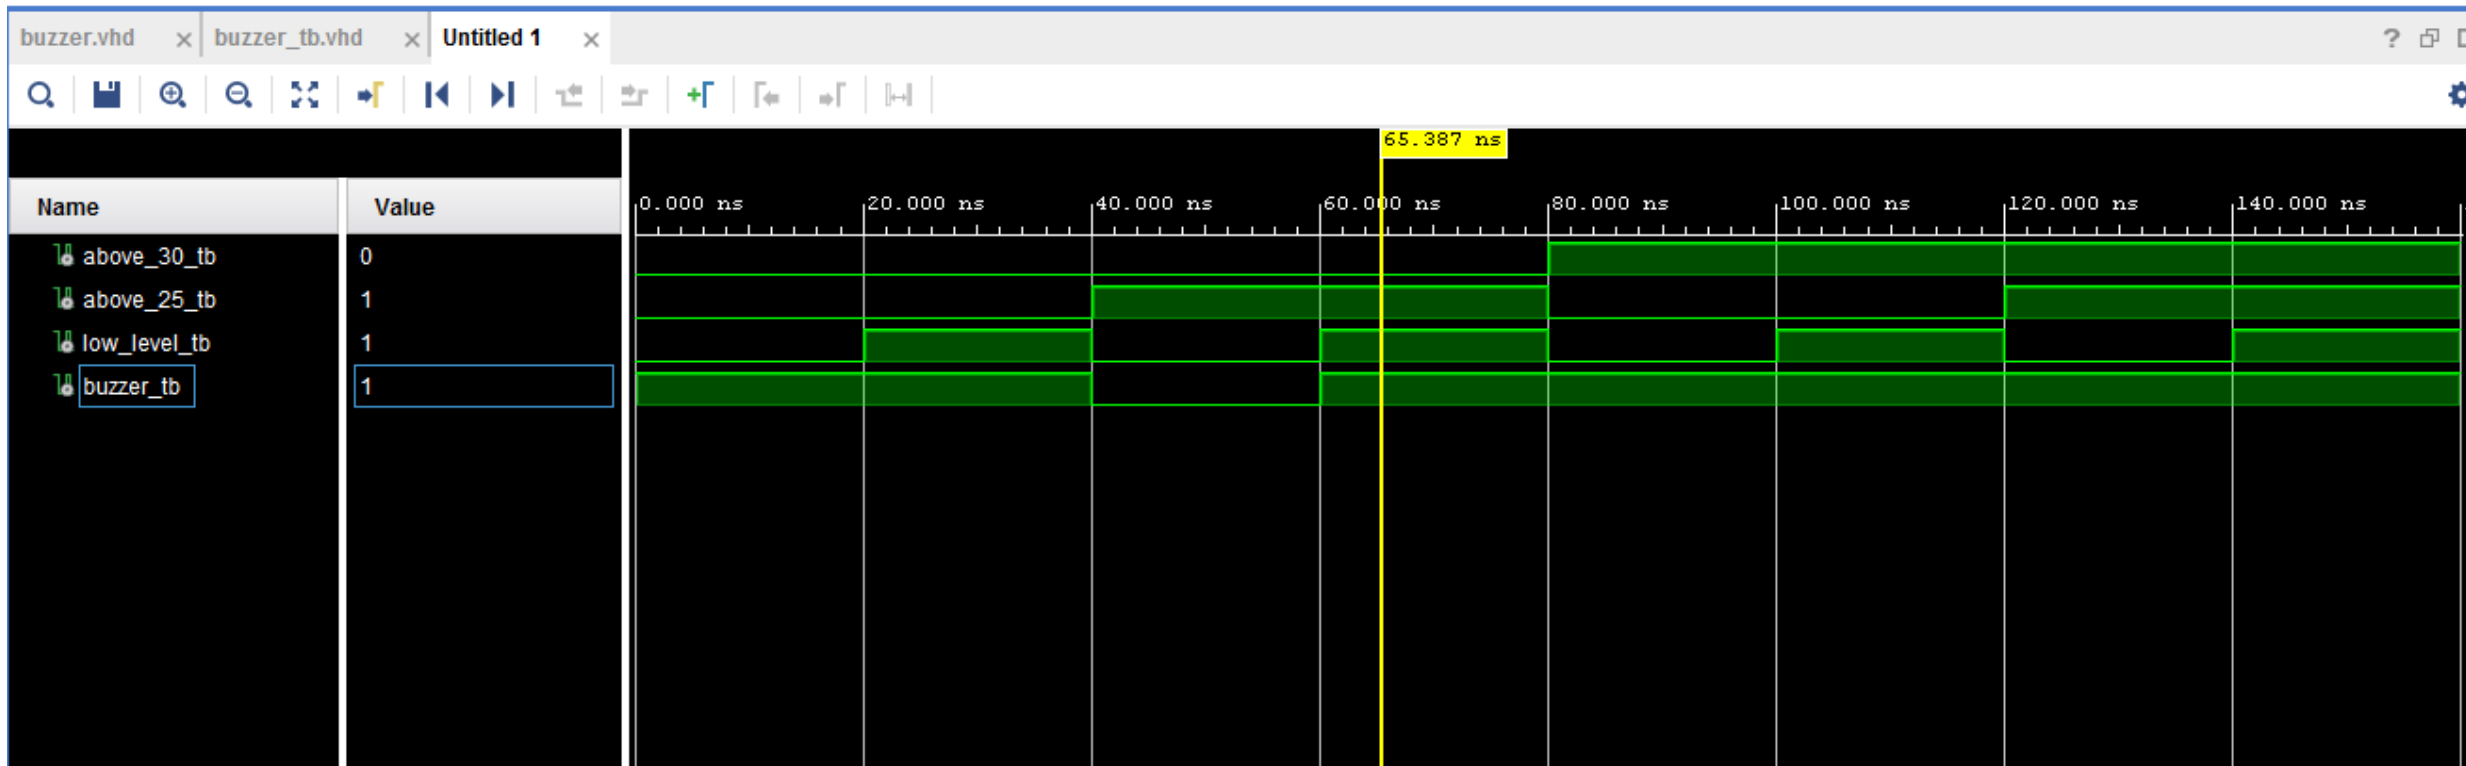 buzzer.vhd × buzzer_tb.vhd × Untitled 1 × ?
65.387 ns
Name Value 0.000 ns 20.000 ns 40.000 ns 60.000 ns 80.000 ns 100.000 ns 120.000 ns 140.000 ns
above_30_tb 0
above_25_tb 1
low_level_tb 1
buzzer_tb 1